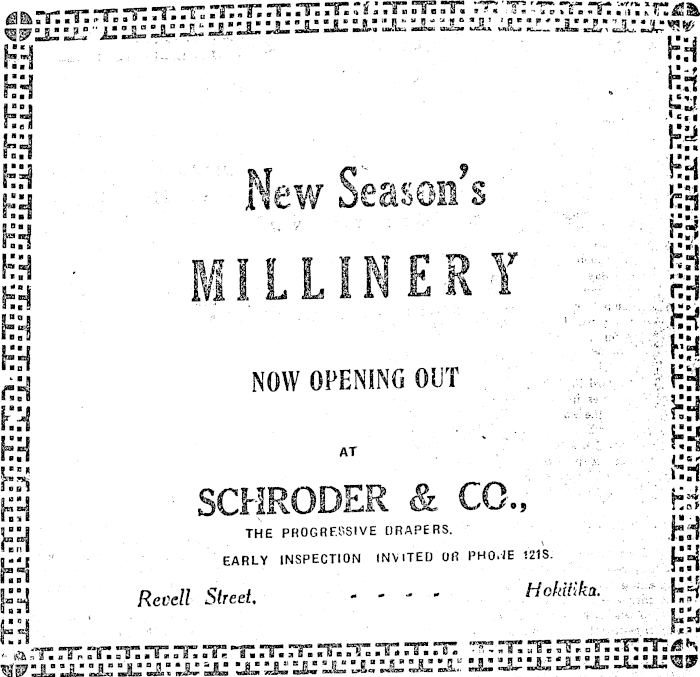 New Season's
MILLINERY
NOW OPENING OUT
AT
SCHRODER & CO.,
THE PROGRESSIVE DRAPERS.
EARLY INSPECTION INVITED OR PHONE 121S.
Revell Street, - - - - Hokitika.